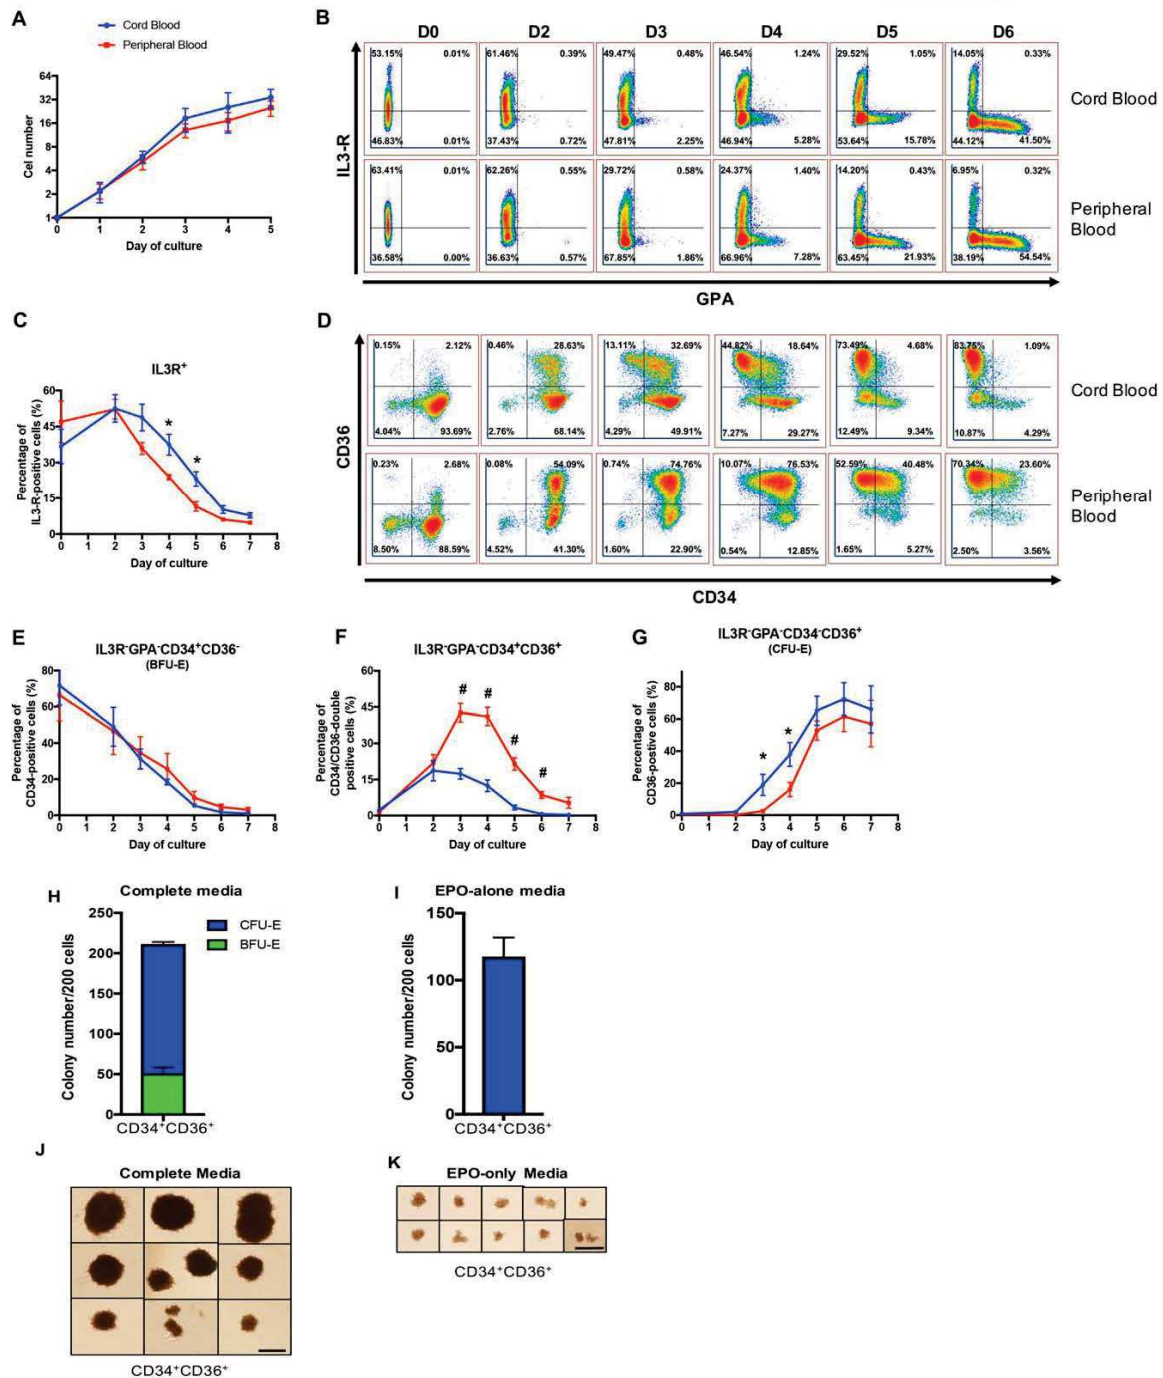 A
Cord Blood
Peripheral Blood
Cel number
64
32
16
8
4
2
1
0 1 2 3 4 5
Day of culture
B
D0 D2 D3 D4 D5 D6
53.15% 0.01% 61.46% 0.39% 49.47% 0.48% 46.54% 1.24% 29.52% 1.05% 14.05% 0.33%
Cord Blood
46.83% 0.01% 37.43% 0.72% 47.81% 2.25% 46.94% 5.28% 53.64% 15.78% 44.12% 41.50%
IL3-R
63.41% 0.01% 62.26% 0.55% 29.72% 0.58% 24.37% 1.40% 14.20% 0.43% 6.95% 0.32%
Peripheral
Blood
36.58% 0.00% 36.63% 0.57% 67.85% 1.86% 66.96% 7.28% 63.45% 21.93% 38.19% 54.54%
GPA
C
IL3R+
Percentage of
IL3-R-positive cells (%)
60
45
30
15
0
* *
0 1 2 3 4 5 6 7 8
Day of culture
D
0.15% 2.12% 0.46% 28.63% 13.11% 32.69% 44.82% 18.64% 73.49% 4.68% 83.75% 1.09%
Cord Blood
4.04% 93.69% 2.76% 68.14% 4.29% 49.91% 7.27% 29.27% 12.49% 9.34% 10.87% 4.29%
CD36
0.23% 2.68% 0.08% 54.09% 0.74% 74.76% 10.07% 76.53% 52.59% 40.48% 70.34% 23.60%
Peripheral
Blood
8.50% 88.59% 4.52% 41.30% 1.60% 22.90% 0.54% 12.85% 1.65% 5.27% 2.50% 3.56%
CD34
E
IL3R-GPA-CD34+CD36-
(BFU-E)
Percentage of
CD34-positive cells (%)
80
60
40
20
0
0 1 2 3 4 5 6 7 8
Day of culture
F
IL3R-GPA-CD34+CD36+
Percentage of
CD34/CD36-double
positive cells (%)
60
45
30
15
0
# # # #
0 1 2 3 4 5 6 7 8
Day of culture
G
IL3R-GPA-CD34-CD36+
(CFU-E)
Percentage of
CD36-postive cells (%)
80
60
40
20
0
* *
0 1 2 3 4 5 6 7 8
Day of culture
H
Complete media
Colony number/200 cells
250
200
150
100
50
0
CFU-E
BFU-E
CD34+CD36+
I
EPO-alone media
Colony number/200 cells
150
100
50
0
CD34+CD36+
J
Complete Media
CD34+CD36+
K
EPO-only Media
CD34+CD36+